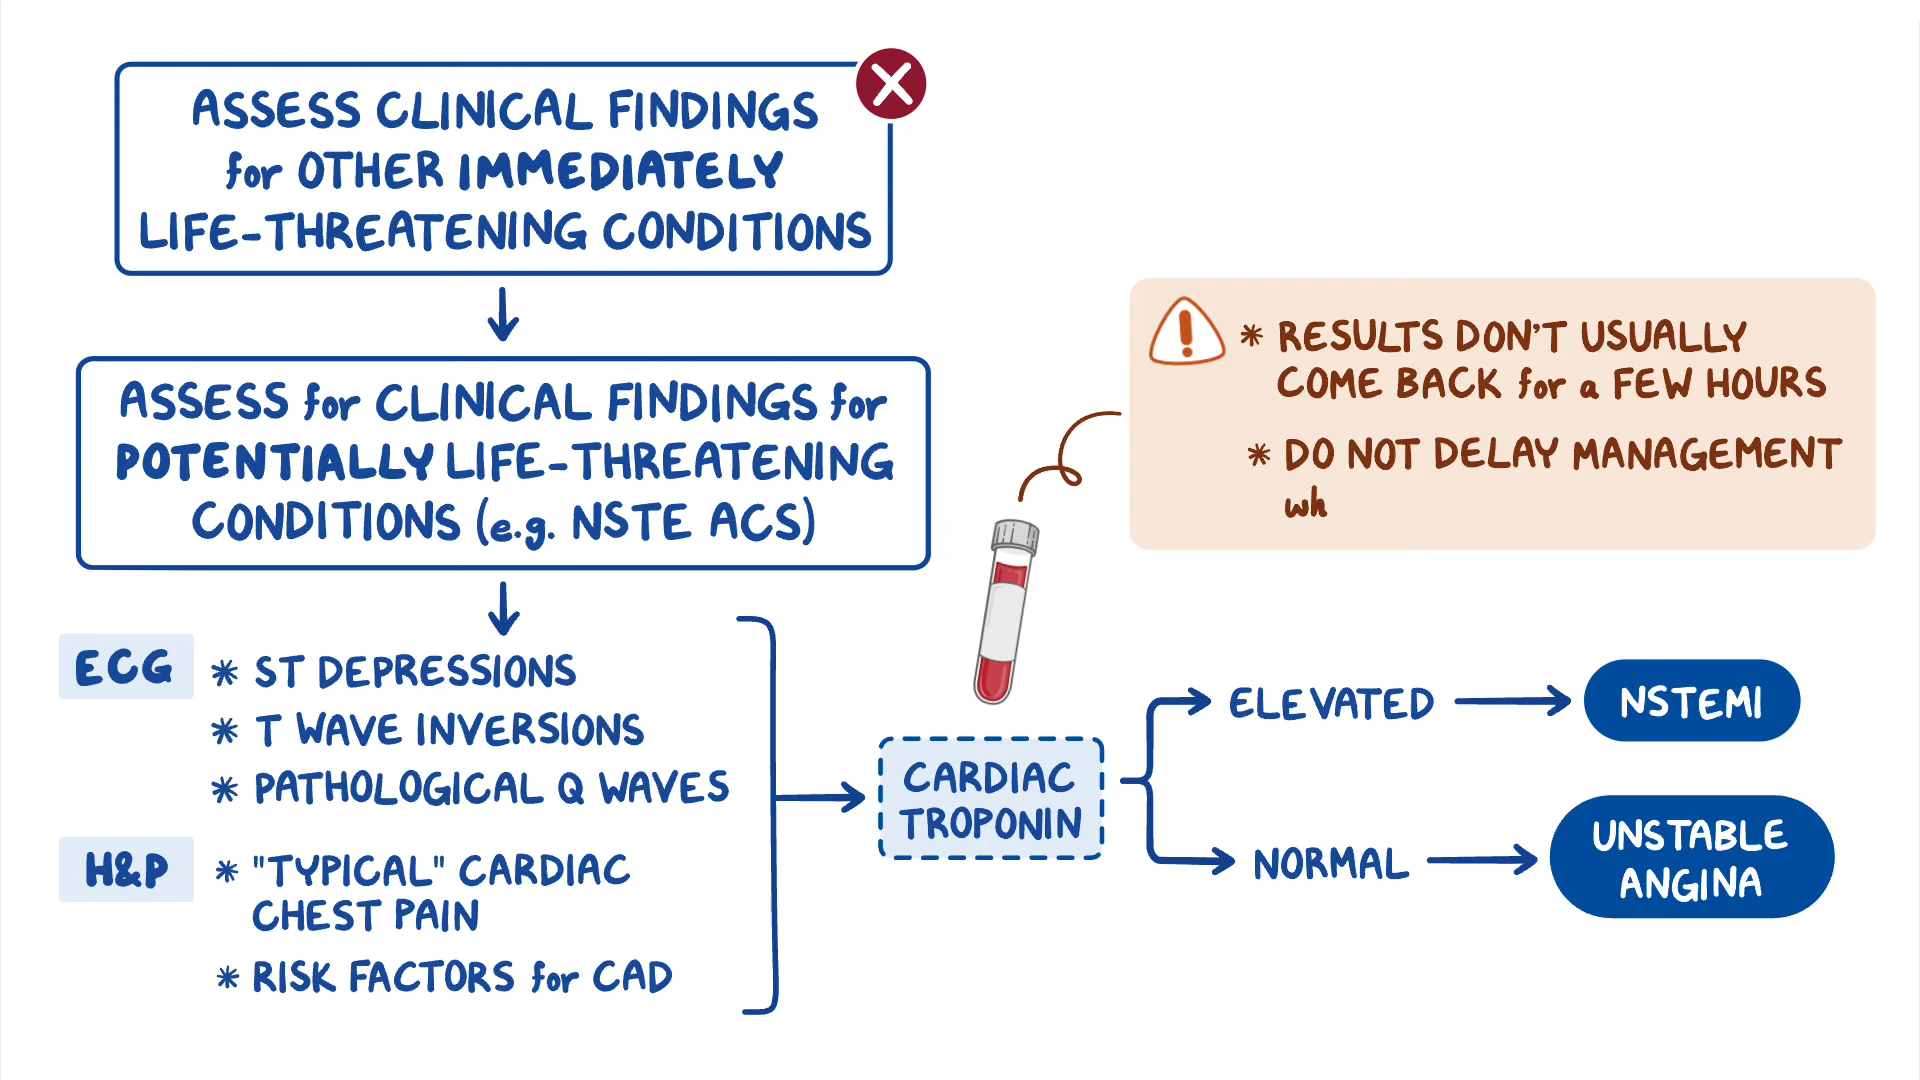 ASSESS CLINICAL FINDINGS
for OTHER IMMEDIATELY
LIFE-THREATENING CONDITIONS
ASSESS for CLINICAL FINDINGS for
POTENTIALLY LIFE-THREATENING
CONDITIONS (e.g. NSTE ACS)
ECG
* ST DEPRESSIONS
* T WAVE INVERSIONS
* PATHOLOGICAL Q WAVES
H&P
* "TYPICAL" CARDIAC
CHEST PAIN
* RISK FACTORS for CAD
CARDIAC
TROPONIN
* RESULTS DON'T USUALLY
COME BACK for a FEW HOURS
* DO NOT DELAY MANAGEMENT
wh
ELEVATED
NSTEMI
NORMAL
UNSTABLE
ANGINA